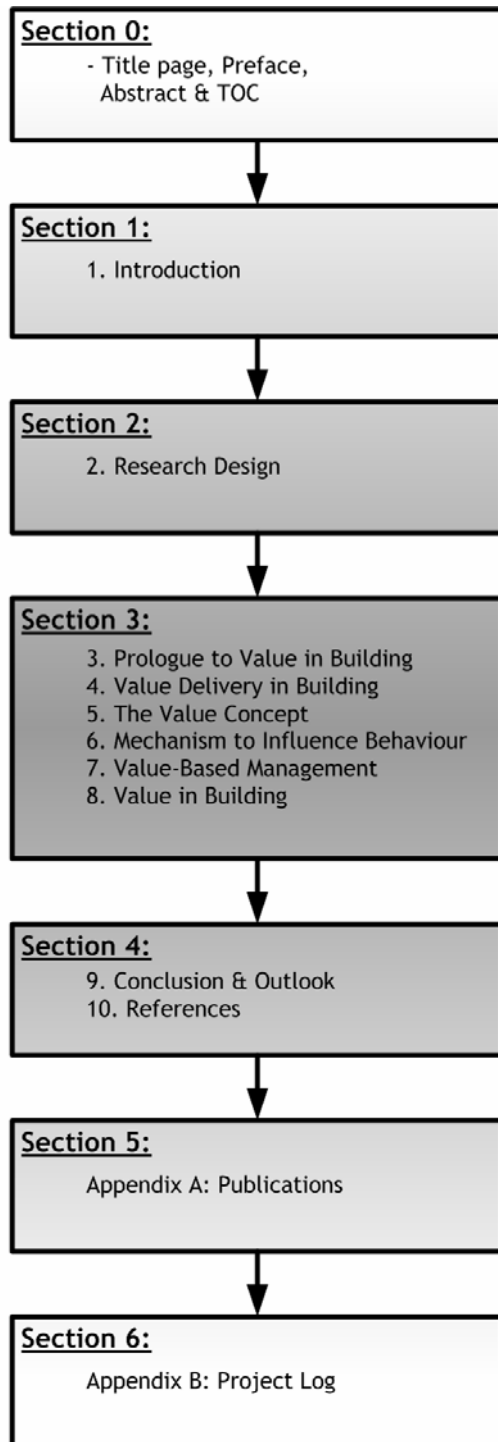 Section 0:
- Title page, Preface,
Abstract & TOC
Section 1:
1. Introduction
Section 2:
2. Research Design
Section 3:
3. Prologue to Value in Building
4. Value Delivery in Building
5. The Value Concept
6. Mechanism to Influence Behaviour
7. Value-Based Management
8. Value in Building
Section 4:
9. Conclusion & Outlook
10. References
Section 5:
Appendix A: Publications
Section 6:
Appendix B: Project Log